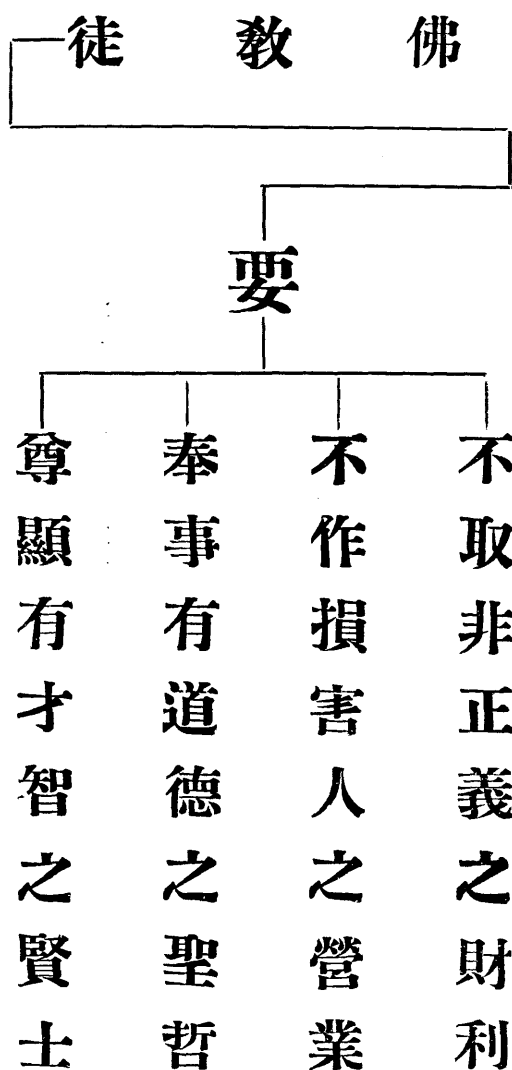 佛教徒
要
不取非正義之財利
不作損害人之營業
奉事有道德之聖哲
尊顯有才智之賢士